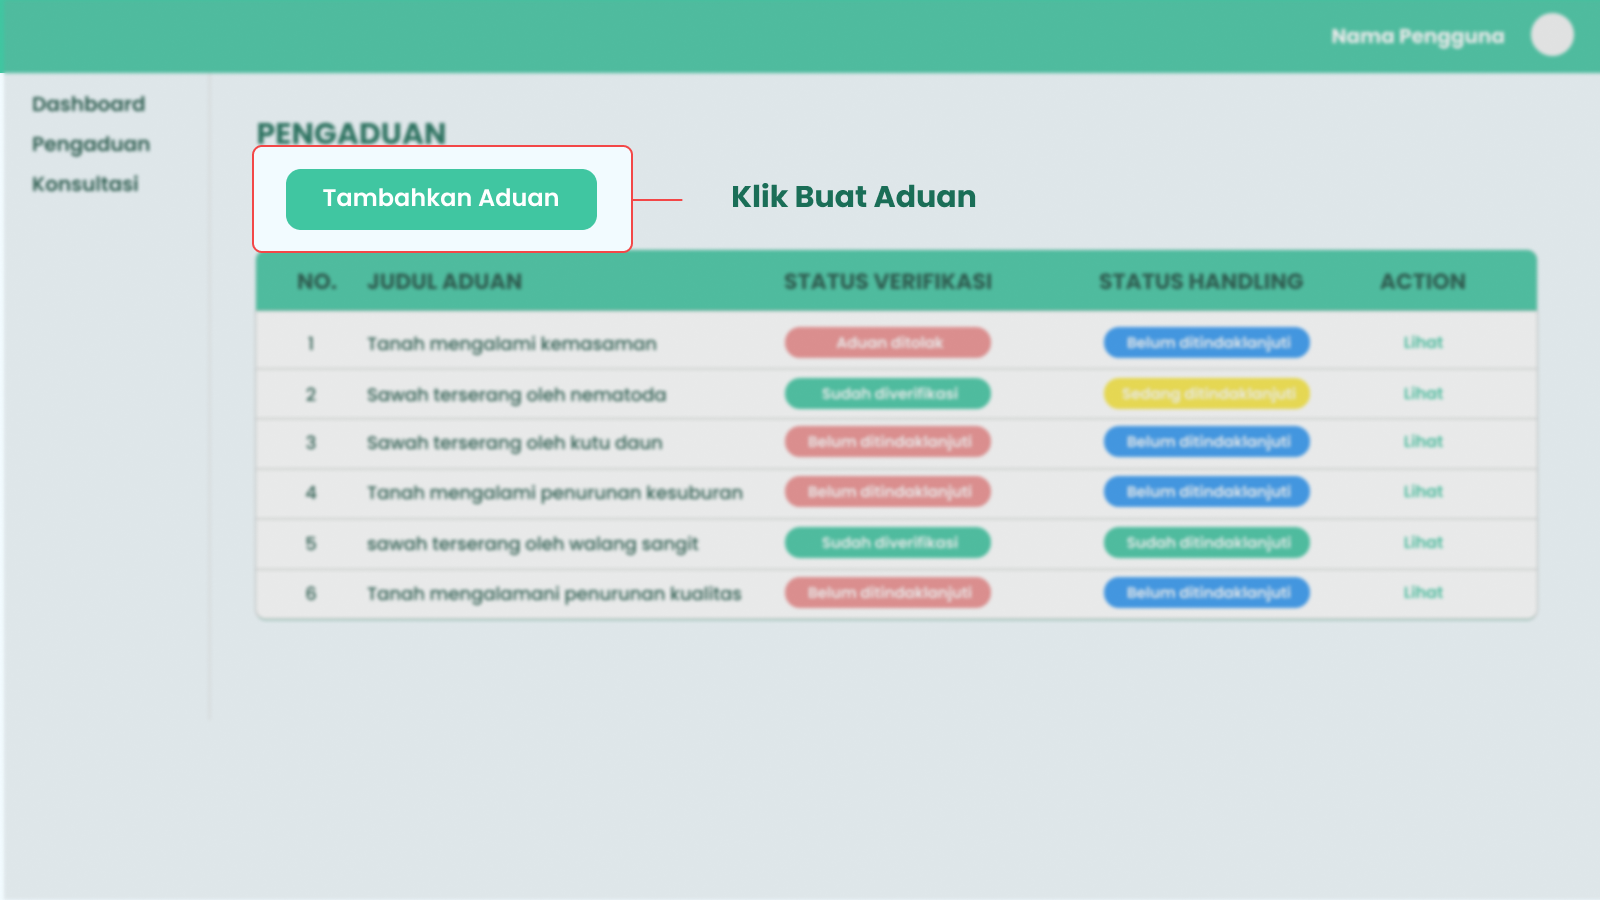 Nama Pengguna
Dashboard
Pengaduan
Konsultasi
PENGADUAN
Tambahkan Aduan
Klik Buat Aduan
NO. JUDUL ADUAN STATUS VERIFIKASI STATUS HANDLING ACTION
1 Tanah mengalami kemasaman Aduan ditolak Belum ditindaklanjuti Lihat
2 Sawah terserang oleh nematoda Sudah diverifikasi Sedang ditindaklanjuti Lihat
3 Sawah terserang oleh kutu daun Belum ditindaklanjuti Belum ditindaklanjuti Lihat
4 Tanah mengalami penurunan kesuburan Belum ditindaklanjuti Belum ditindaklanjuti Lihat
5 sawah terserang oleh walang sangit Sudah diverifikasi Sudah ditindaklanjuti Lihat
6 Tanah mengalamani penurunan kualitas Belum ditindaklanjuti Belum ditindaklanjuti Lihat